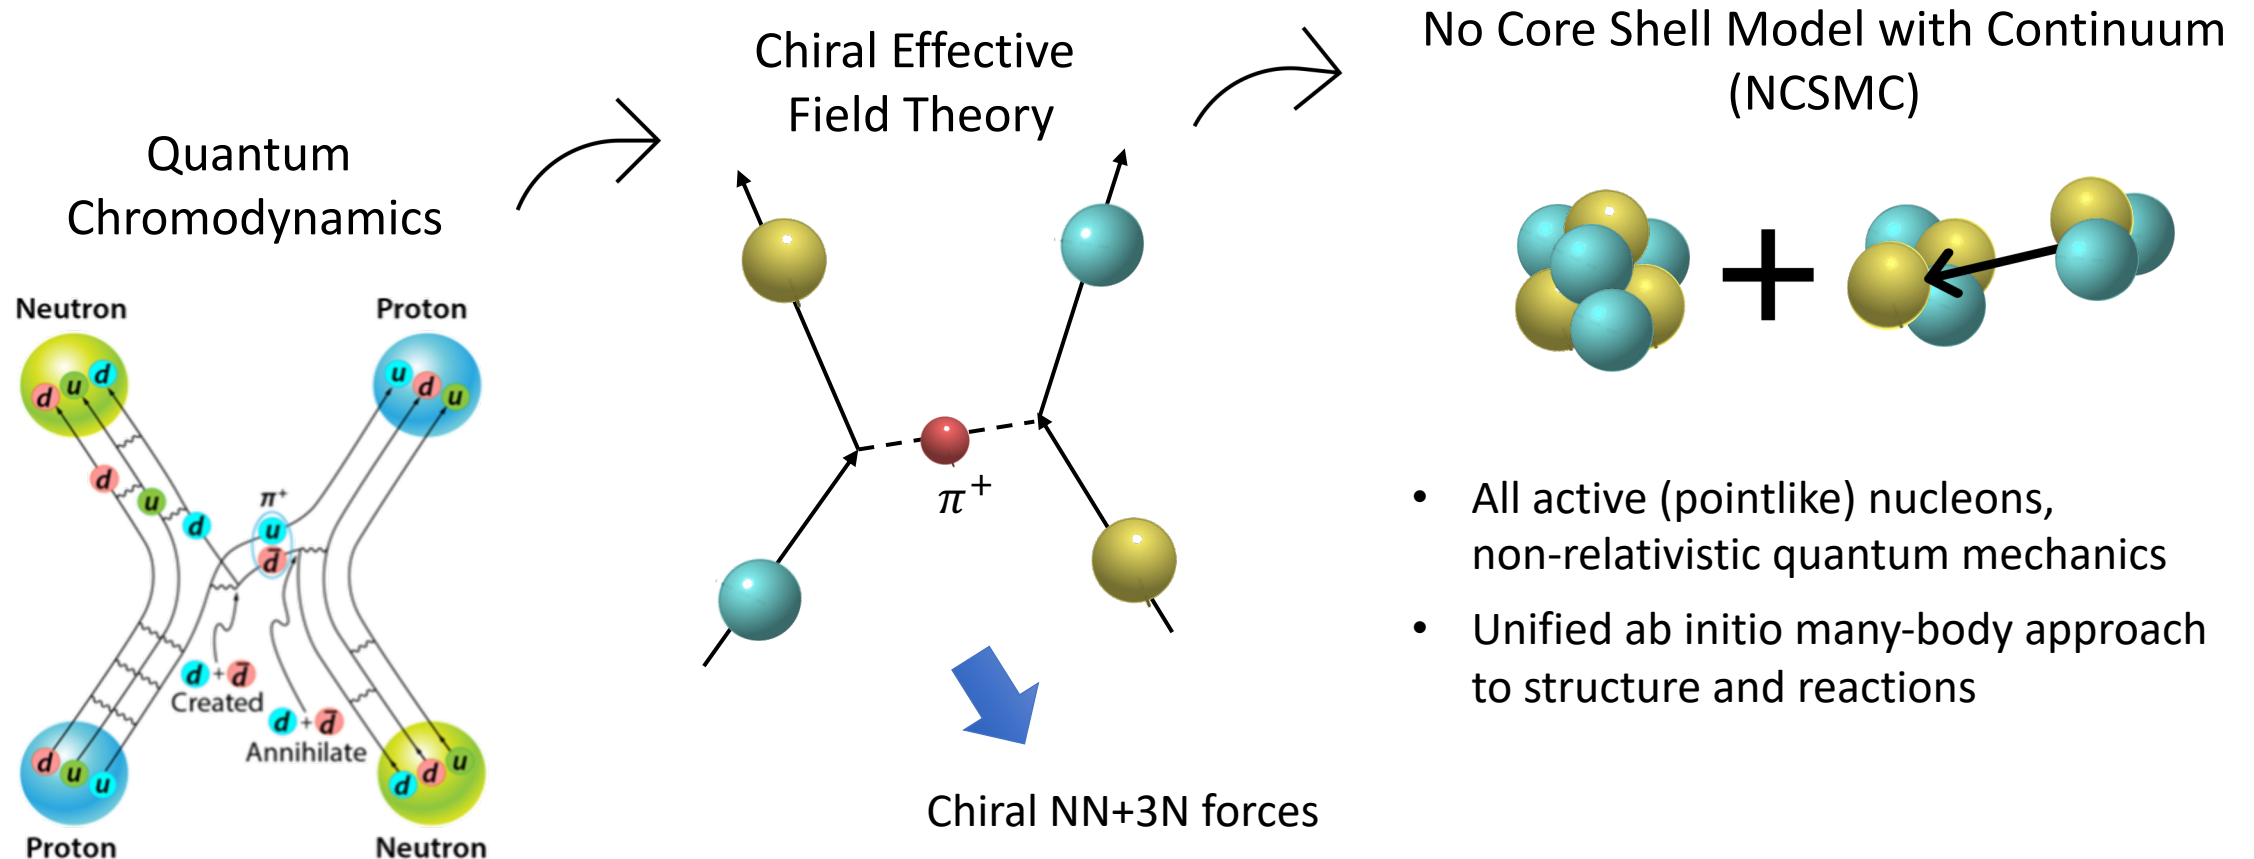 Quantum
Chromodynamics
Neutron
Proton
d u d
u d u
d
u
d
π⁺
u
d̅
d + d̅
Created
d + d̅
Annihilate
d u u
d d u
Proton
Neutron
Chiral Effective
Field Theory
π⁺
Chiral NN+3N forces
No Core Shell Model with Continuum
(NCSMC)
+
• All active (pointlike) nucleons,
non-relativistic quantum mechanics
• Unified ab initio many-body approach
to structure and reactions